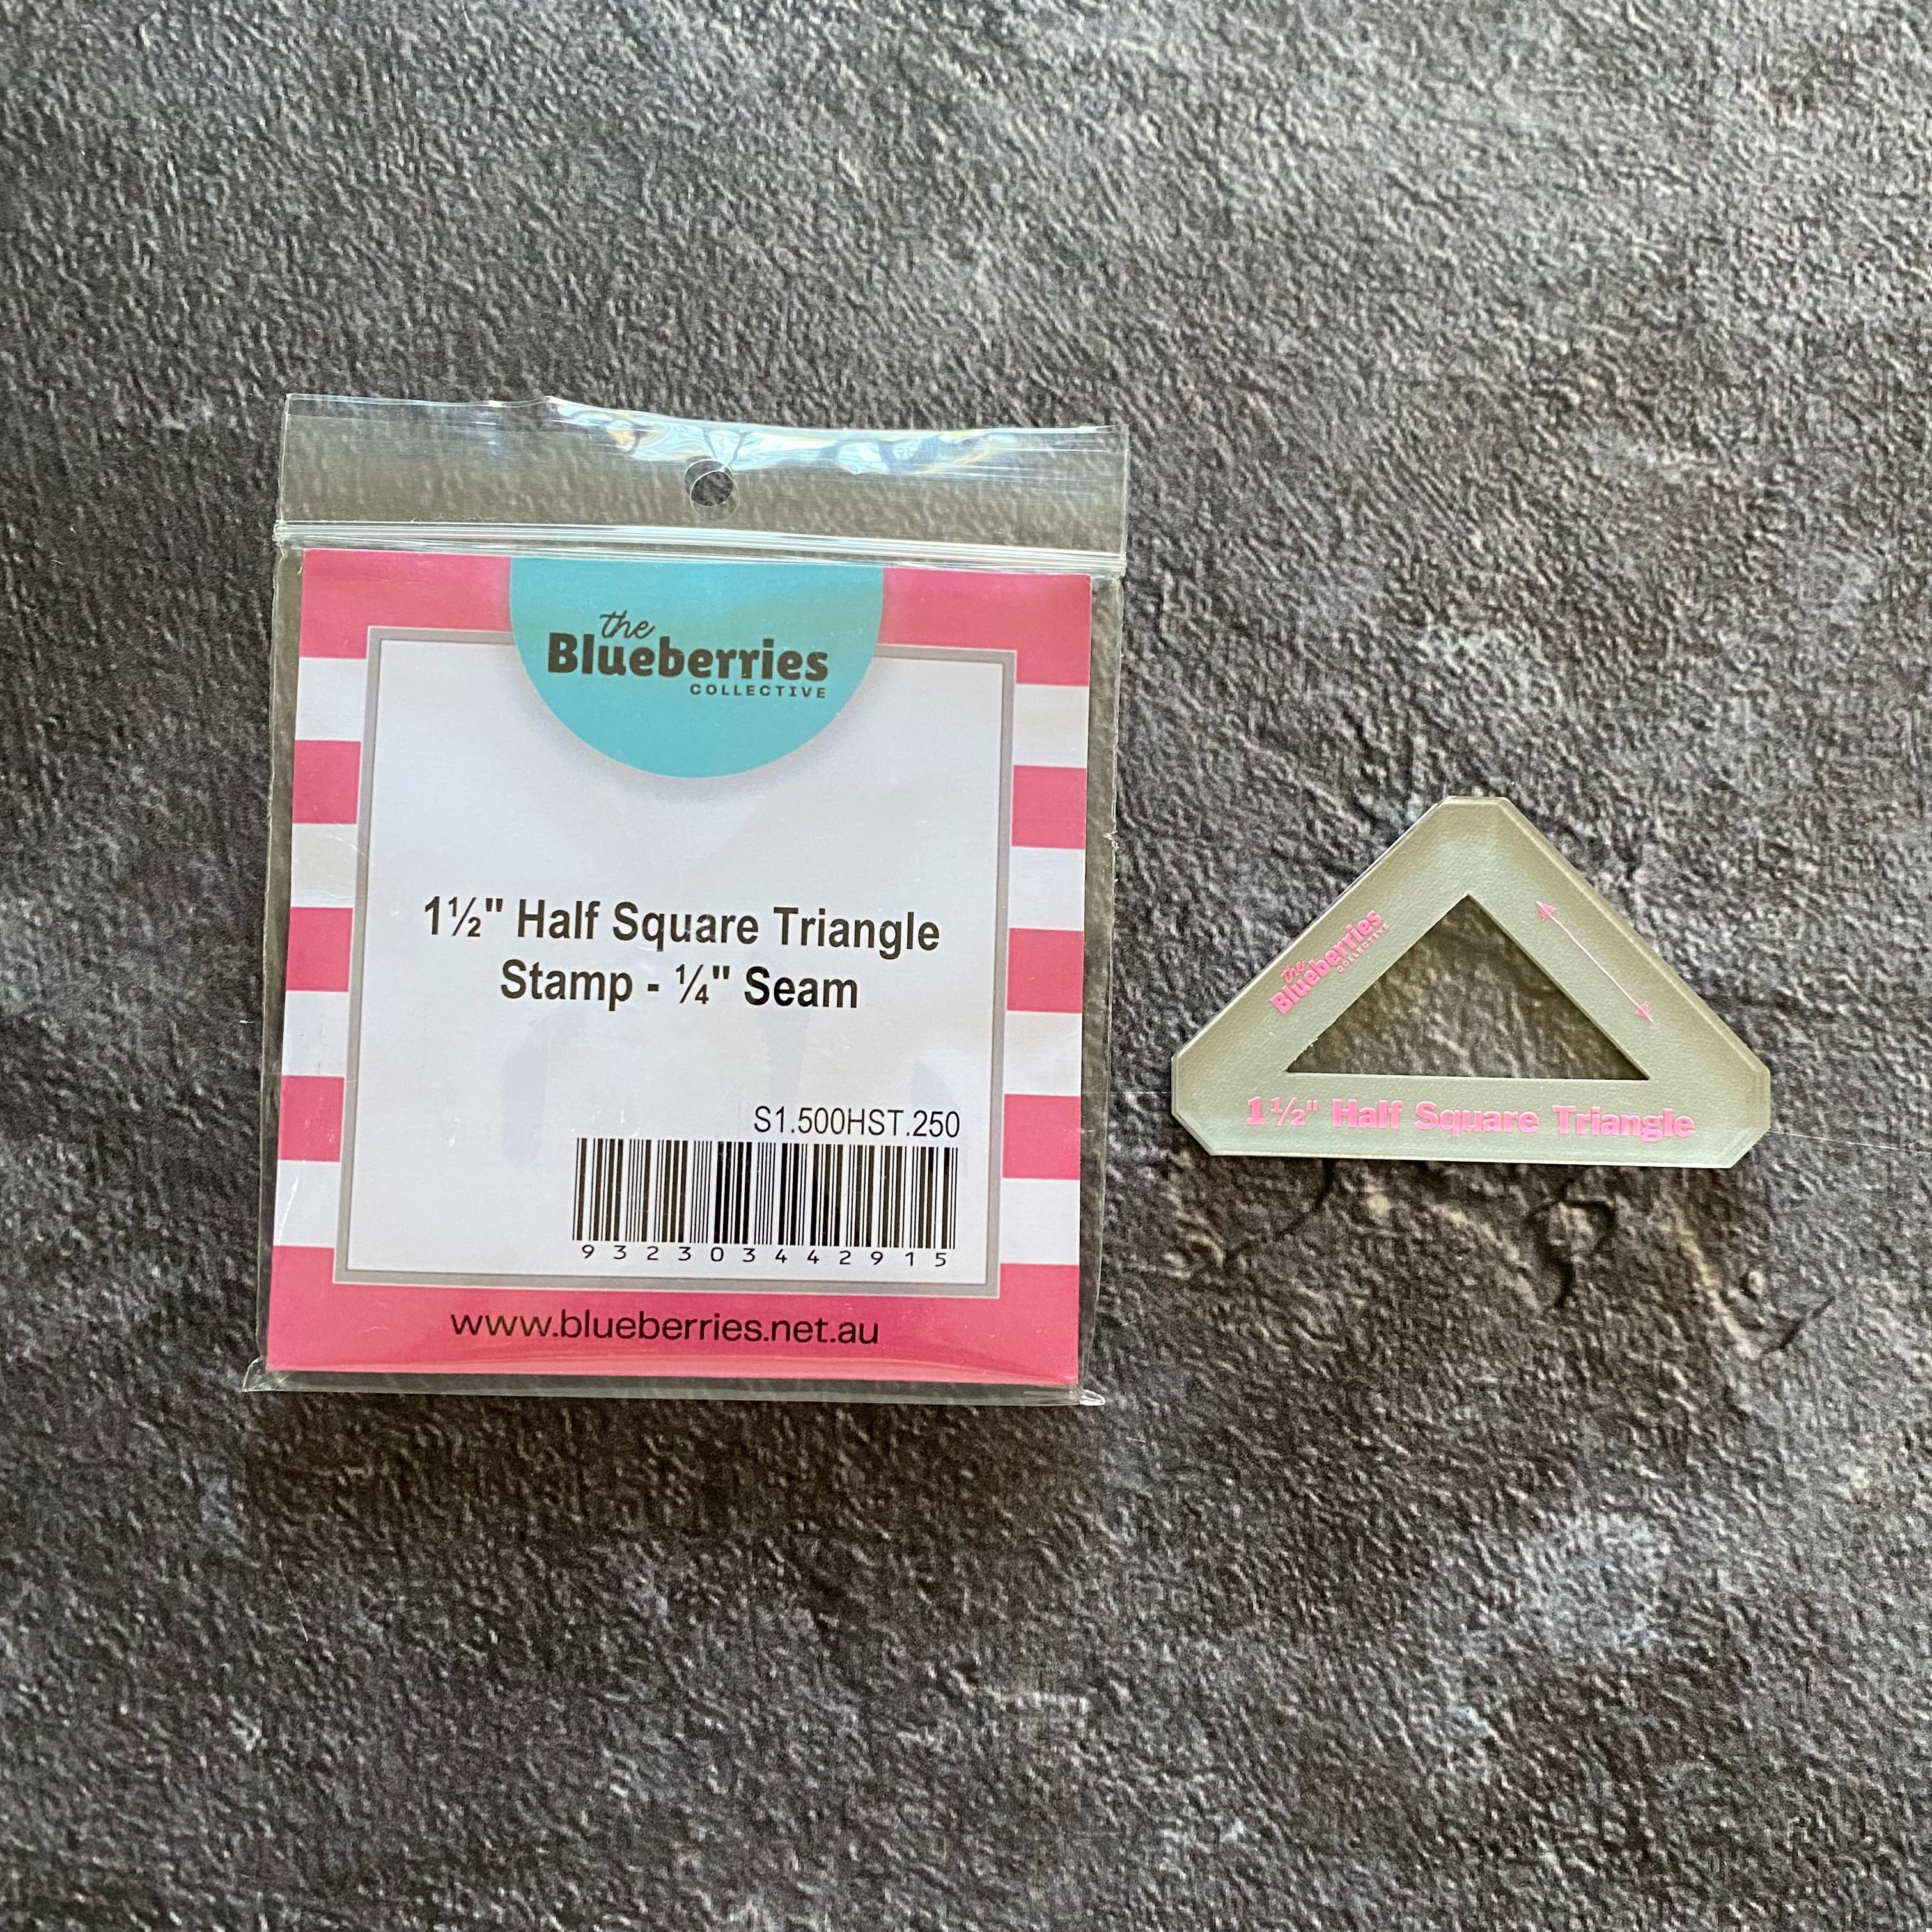 the
Blueberries
COLLECTIVE
1½" Half Square Triangle
Stamp - ¼" Seam
S1.500HST.250
9323034442915
www.blueberries.net.au
the
Blueberries
COLLECTIVE
1½" Half Square Triangle